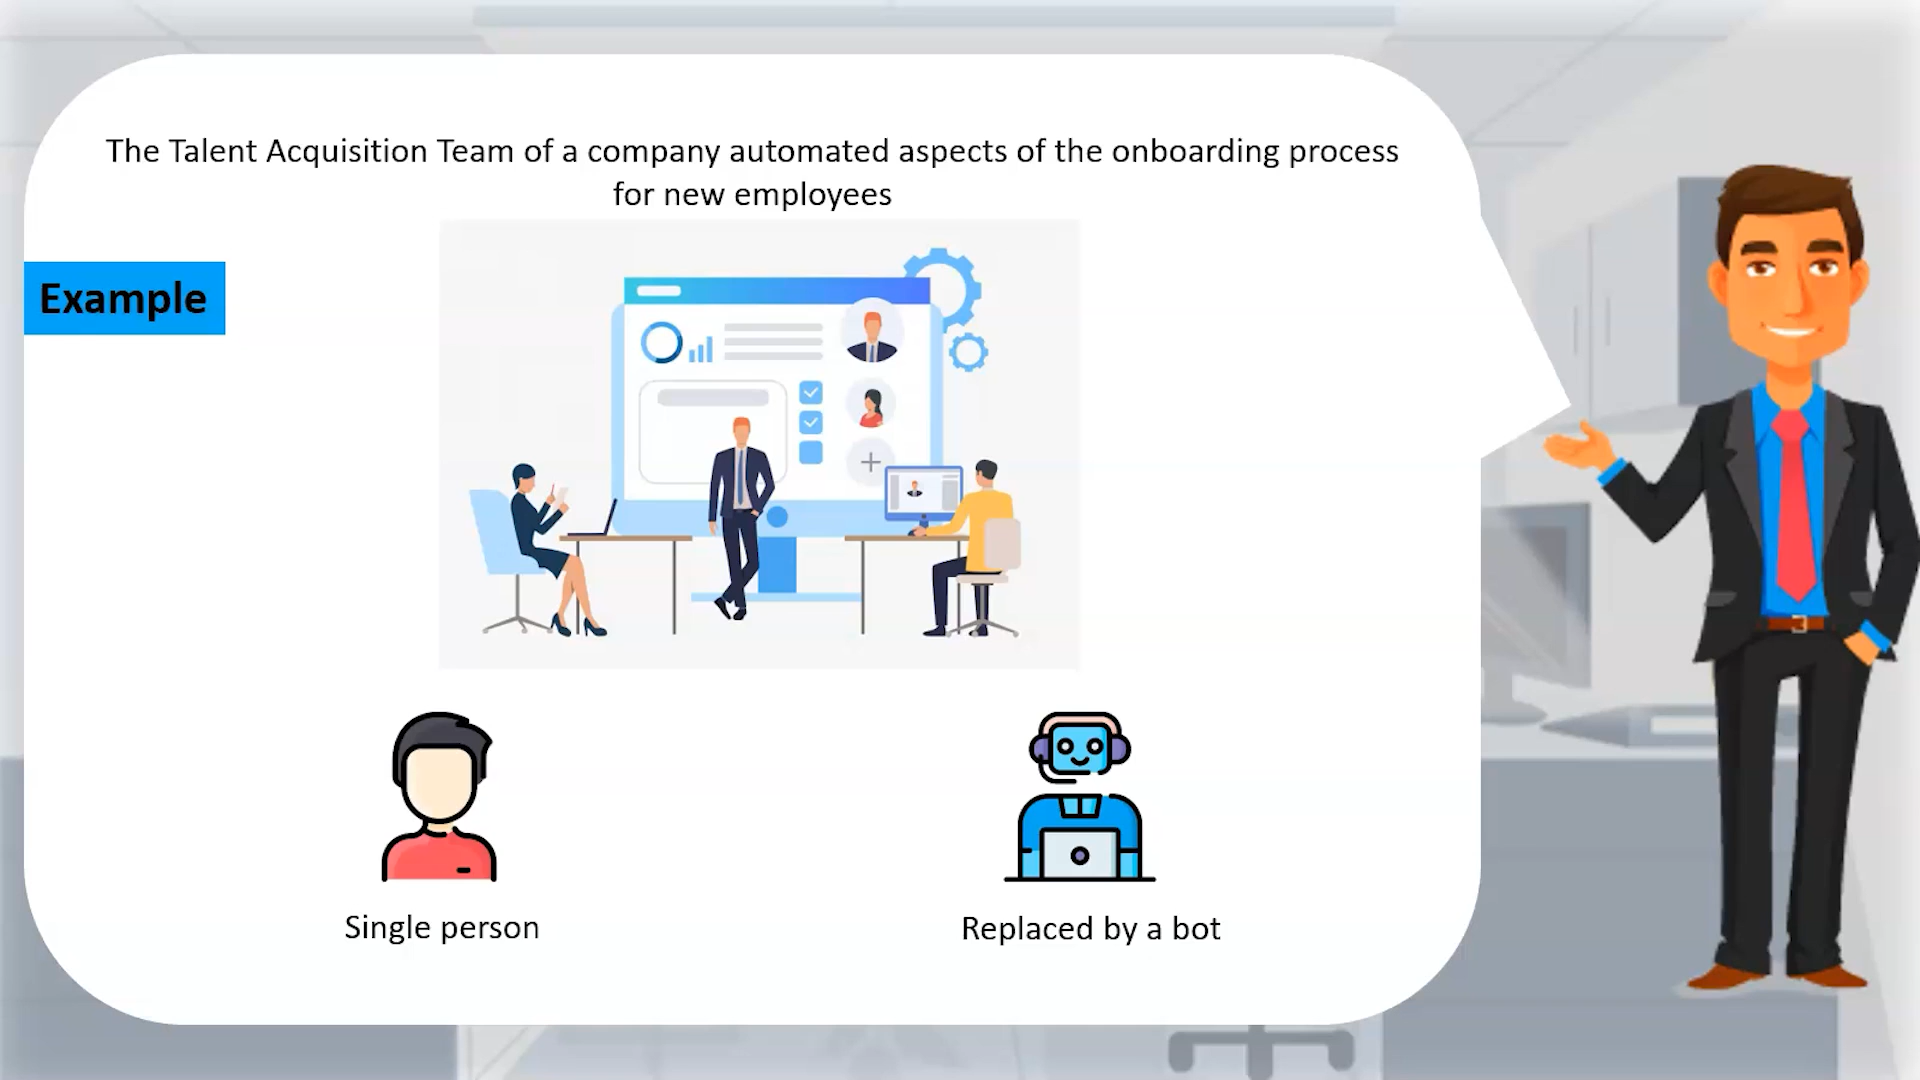 The Talent Acquisition Team of a company automated aspects of the onboarding process
for new employees
Example
Single person
Replaced by a bot